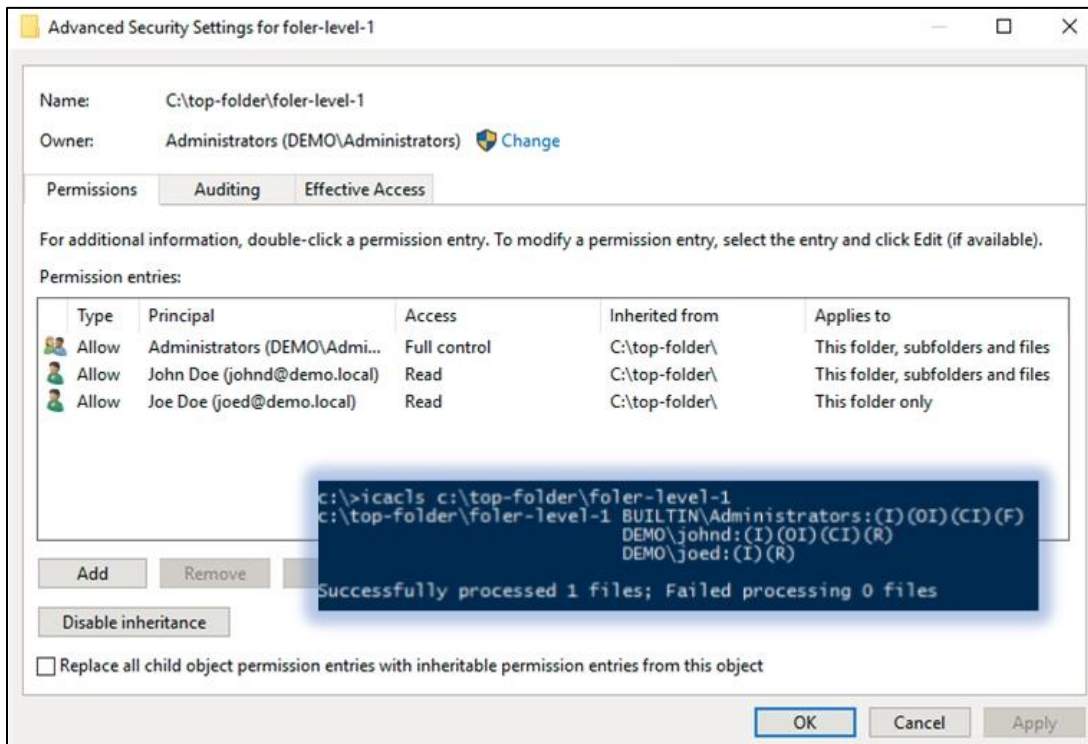 Advanced Security Settings for foler-level-1
Name: C:\top-folder\foler-level-1
Owner: Administrators (DEMO\Administrators) Change
Permissions Auditing Effective Access
For additional information, double-click a permission entry. To modify a permission entry, select the entry and click Edit (if available).
Permission entries:
Type Principal Access Inherited from Applies to
Allow Administrators (DEMO\Admi... Full control C:\top-folder\ This folder, subfolders and files
Allow John Doe (johnd@demo.local) Read C:\top-folder\ This folder, subfolders and files
Allow Joe Doe (joed@demo.local) Read C:\top-folder\ This folder only
c:\>icacls c:\top-folder\foler-level-1
c:\top-folder\foler-level-1 BUILTIN\Administrators:(I)(OI)(CI)(F)
DEMO\johnd:(I)(OI)(CI)(R)
DEMO\joed:(I)(R)
Successfully processed 1 files; Failed processing 0 files
Add Remove
Disable inheritance
Replace all child object permission entries with inheritable permission entries from this object
OK Cancel Apply